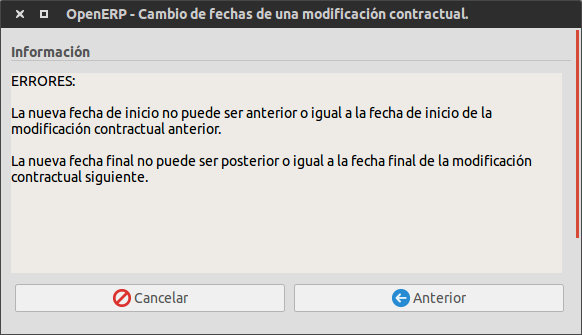 OpenERP - Cambio de fechas de una modificación contractual.
Información
ERRORES:
La nueva fecha de inicio no puede ser anterior o igual a la fecha de inicio de la
modificación contractual anterior.
La nueva fecha final no puede ser posterior o igual a la fecha final de la modificación
contractual siguiente.
Cancelar
Anterior